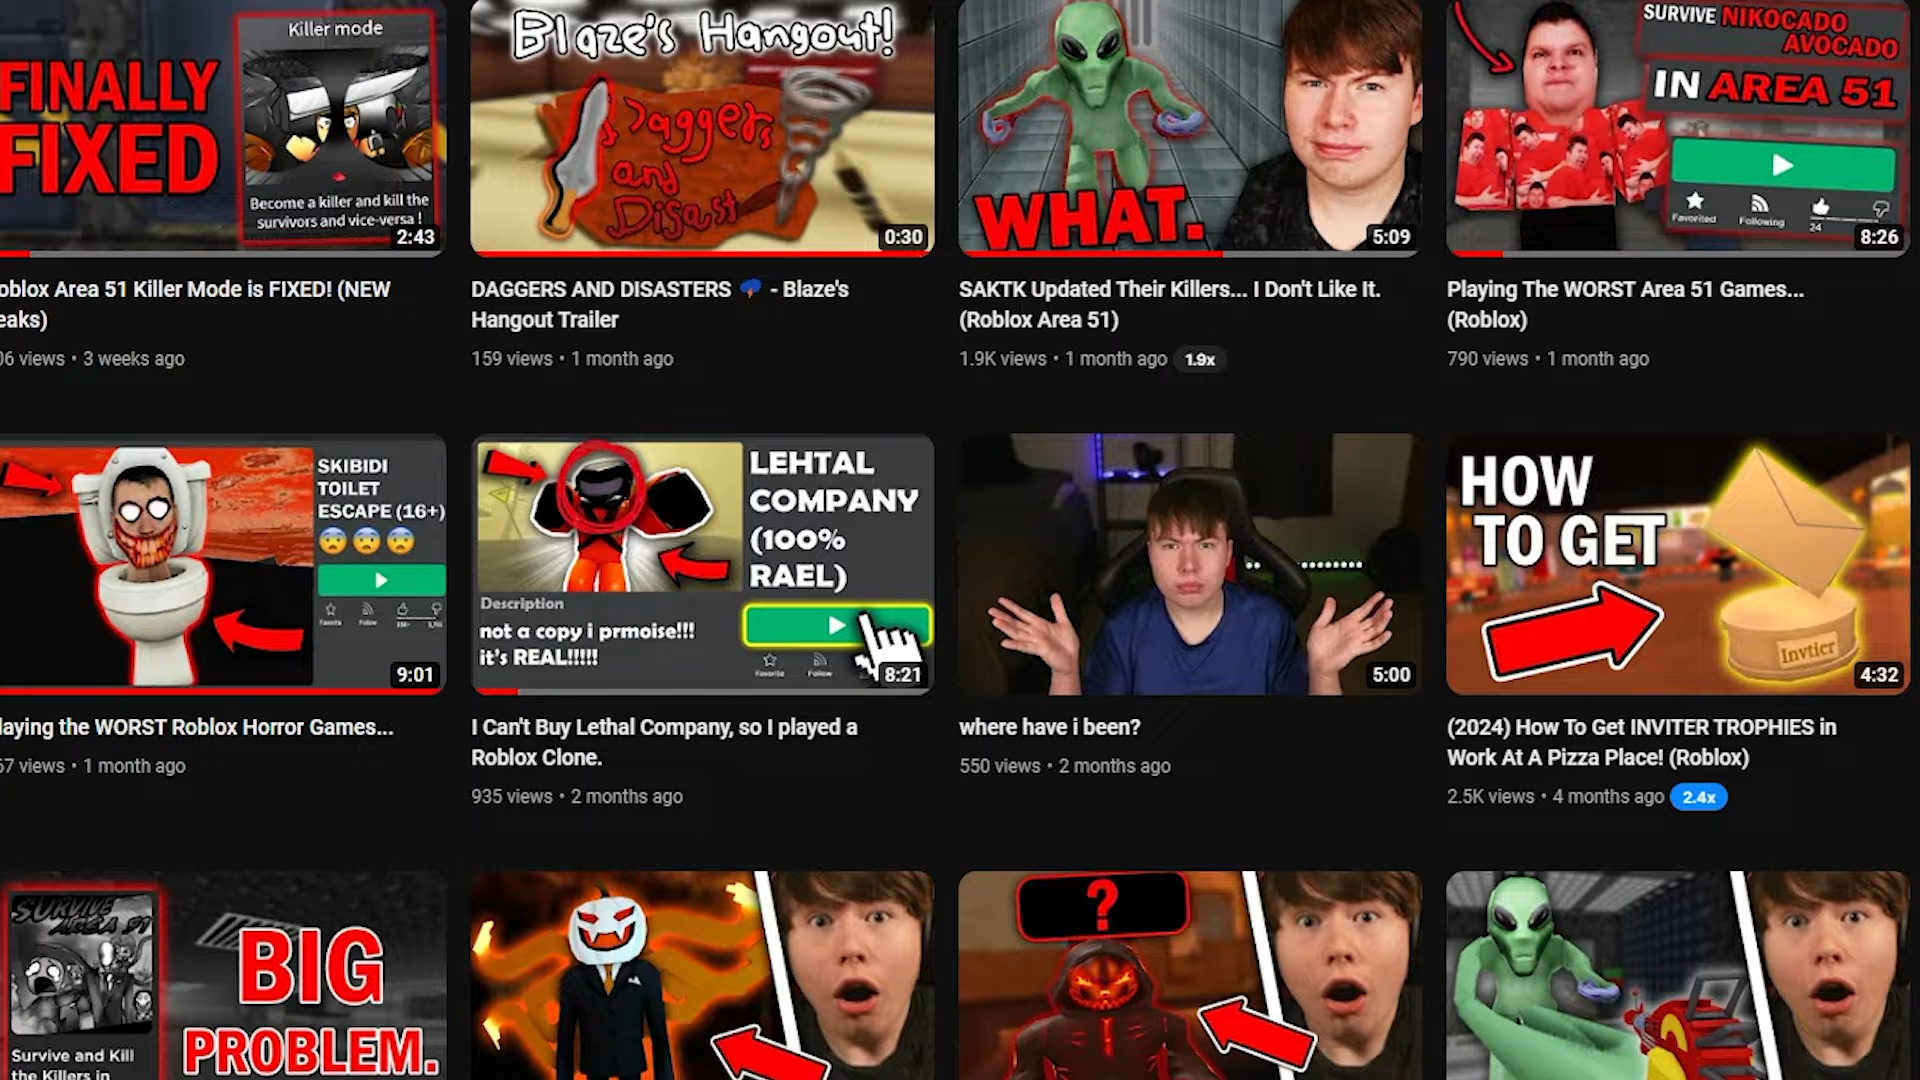 Killer mode
FINALLY
FIXED
Become a killer and kill the
survivors and vice-versa !
2:43
Blaze's Hangout!
Daggers
and
Disast
0:30
WHAT.
5:09
SURVIVE NIKOCADO
AVOCADO
IN AREA 51
Favorited
Following
24
8:26
oblox Area 51 Killer Mode is FIXED! (NEW
eaks)
06 views • 3 weeks ago
DAGGERS AND DISASTERS 🌪️ - Blaze's
Hangout Trailer
159 views • 1 month ago
SAKTK Updated Their Killers... I Don't Like It.
(Roblox Area 51)
1.9K views • 1 month ago 1.9x
Playing The WORST Area 51 Games...
(Roblox)
790 views • 1 month ago
SKIBIDI
TOILET
ESCAPE (16+)
😨😨😨
Favorite
Follow
9:01
LEHTAL
COMPANY
(100%
RAEL)
Description
not a copy i prmoise!!!
it's REAL!!!!!
Favorite
Follow
8:21
5:00
HOW
TO GET
Invtier
4:32
laying the WORST Roblox Horror Games...
67 views • 1 month ago
I Can't Buy Lethal Company, so I played a
Roblox Clone.
935 views • 2 months ago
where have i been?
550 views • 2 months ago
(2024) How To Get INVITER TROPHIES in
Work At A Pizza Place! (Roblox)
2.5K views • 4 months ago 2.4x
SURVIVE
AREA 51
BIG
PROBLEM.
Survive and Kill
the Killers in
?